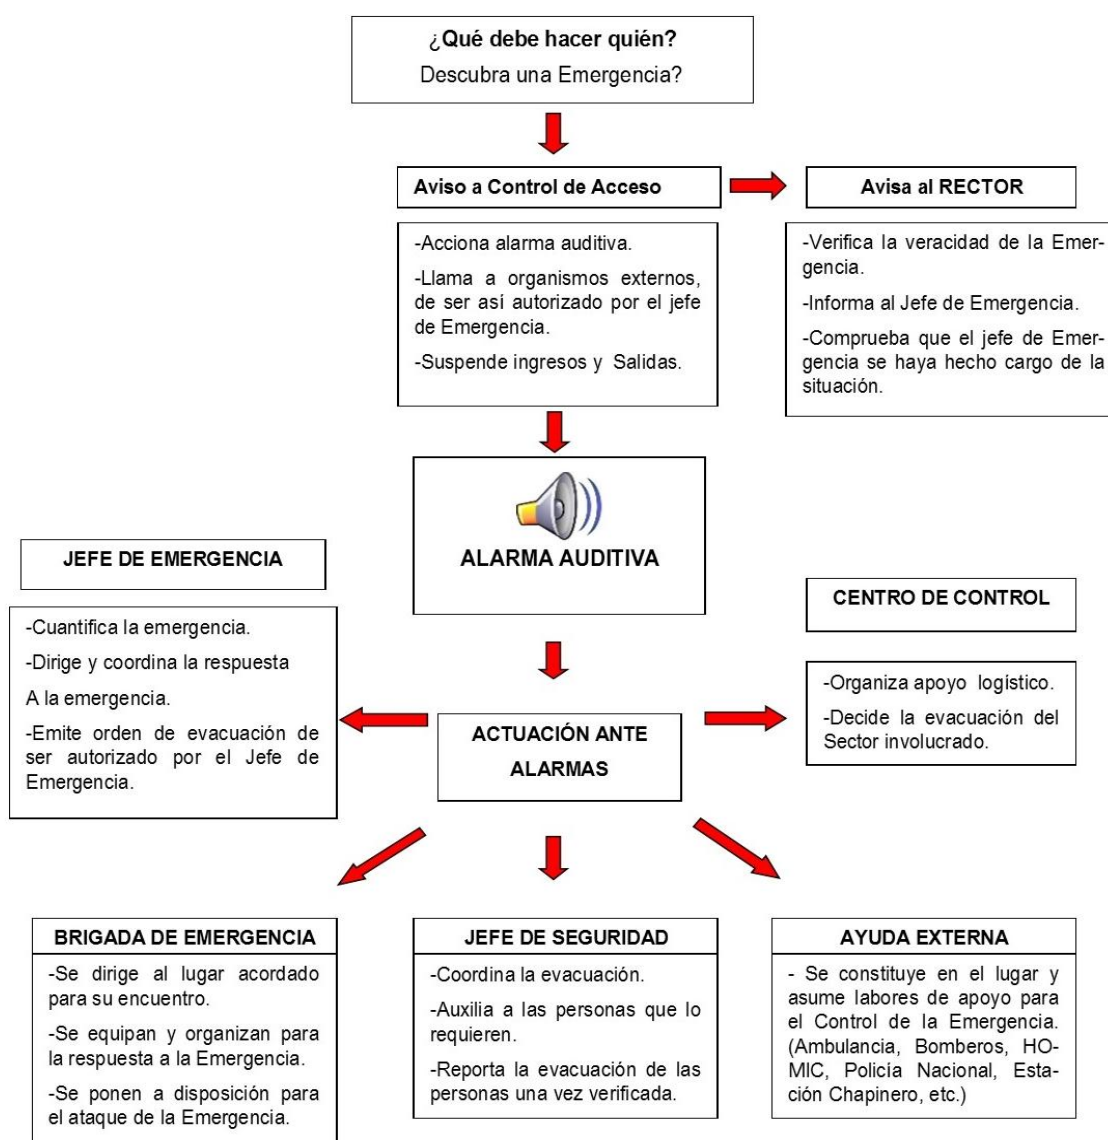 ¿Qué debe hacer quién?
Descubra una Emergencia?
Aviso a Control de Acceso
Avisa al RECTOR
-Acciona alarma auditiva.
-Llama a organismos externos,
de ser así autorizado por el jefe
de Emergencia.
-Suspende ingresos y Salidas.
-Verifica la veracidad de la Emer-
gencia.
-Informa al Jefe de Emergencia.
-Comprueba que el jefe de Emer-
gencia se haya hecho cargo de la
situación.
ALARMA AUDITIVA
JEFE DE EMERGENCIA
-Cuantifica la emergencia.
-Dirige y coordina la respuesta
A la emergencia.
-Emite orden de evacuación de
ser autorizado por el Jefe de
Emergencia.
CENTRO DE CONTROL
-Organiza apoyo logístico.
-Decide la evacuación del
Sector involucrado.
ACTUACIÓN ANTE
ALARMAS
BRIGADA DE EMERGENCIA
-Se dirige al lugar acordado
para su encuentro.
-Se equipan y organizan para
la respuesta a la Emergencia.
-Se ponen a disposición para
el ataque de la Emergencia.
JEFE DE SEGURIDAD
-Coordina la evacuación.
-Auxilia a las personas que lo
requieren.
-Reporta la evacuación de las
personas una vez verificada.
AYUDA EXTERNA
- Se constituye en el lugar y
asume labores de apoyo para
el Control de la Emergencia.
(Ambulancia, Bomberos, HO-
MIC, Policía Nacional, Esta-
ción Chapinero, etc.)